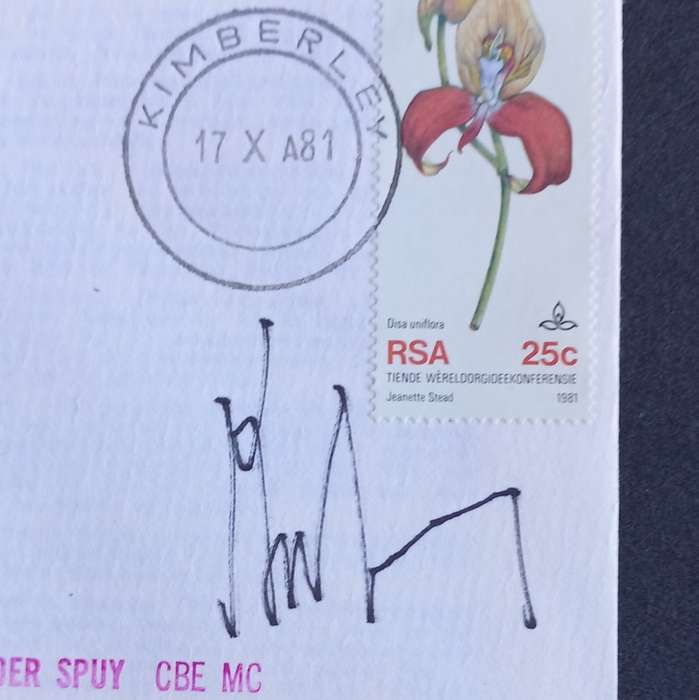 KIMBERLEY
17 X A81
Disa uniflora
RSA 25c
TIENDE WÊRELDORGIDEEKONFERENSIE
Jeanette Stead 1981
DER SPUY CBE MC